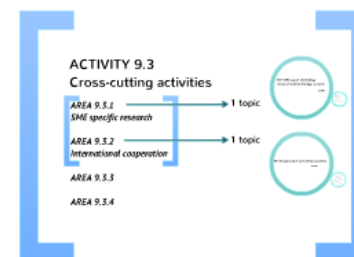 ACTIVITY 9.3
Cross-cutting activities
AREA 9.3.1
1 topic
SME specific research
AREA 9.3.2
1 topic
International cooperation
AREA 9.3.3
AREA 9.3.4